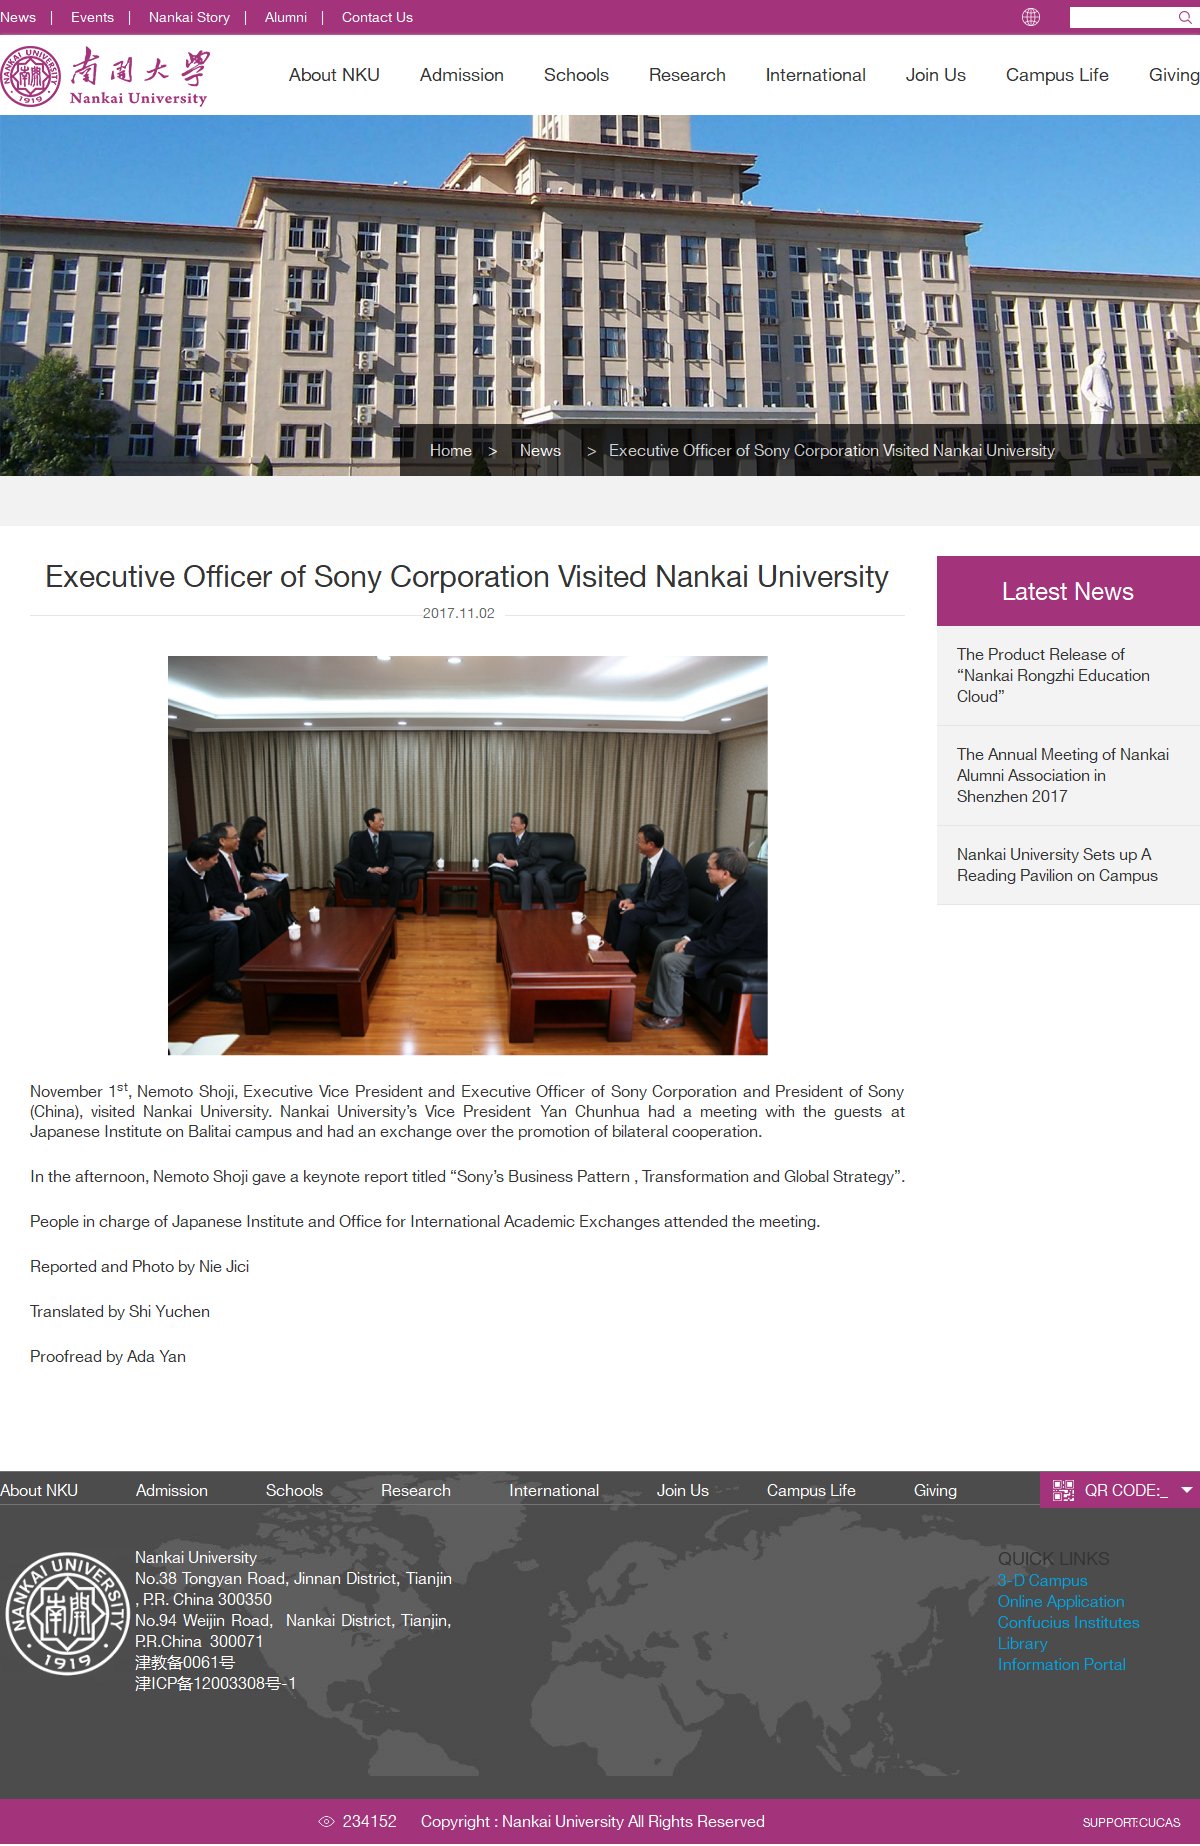 News | Events | Nankai Story | Alumni | Contact Us
NANKAI UNIVERSITY
南開
1919
南開大學
Nankai University
About NKU Admission Schools Research International Join Us Campus Life Giving
Home > News > Executive Officer of Sony Corporation Visited Nankai University
Executive Officer of Sony Corporation Visited Nankai University
2017.11.02
Latest News
The Product Release of
“Nankai Rongzhi Education
Cloud”
The Annual Meeting of Nankai
Alumni Association in
Shenzhen 2017
Nankai University Sets up A
Reading Pavilion on Campus
November 1st, Nemoto Shoji, Executive Vice President and Executive Officer of Sony Corporation and President of Sony
(China), visited Nankai University. Nankai University’s Vice President Yan Chunhua had a meeting with the guests at
Japanese Institute on Balitai campus and had an exchange over the promotion of bilateral cooperation.
In the afternoon, Nemoto Shoji gave a keynote report titled “Sony’s Business Pattern , Transformation and Global Strategy”.
People in charge of Japanese Institute and Office for International Academic Exchanges attended the meeting.
Reported and Photo by Nie Jici
Translated by Shi Yuchen
Proofread by Ada Yan
About NKU Admission Schools Research International Join Us Campus Life Giving
QR CODE:_
NANKAI UNIVERSITY
南開
1919
Nankai University
No.38 Tongyan Road, Jinnan District, Tianjin
, P.R. China 300350
No.94 Weijin Road, Nankai District, Tianjin,
P.R.China 300071
津教备0061号
津ICP备12003308号-1
QUICK LINKS
3-D Campus
Online Application
Confucius Institutes
Library
Information Portal
234152 Copyright : Nankai University All Rights Reserved
SUPPORT:CUCAS